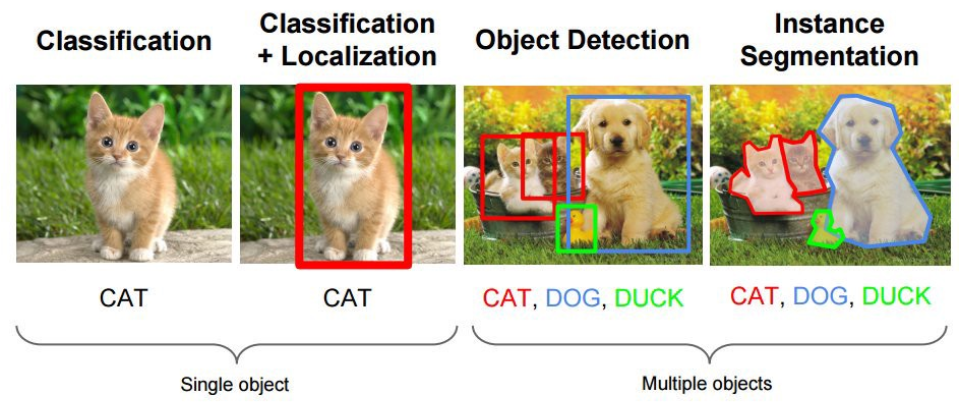 Classification
Classification
+ Localization
Object Detection
Instance
Segmentation
CAT
CAT
CAT, DOG, DUCK
CAT, DOG, DUCK
Single object
Multiple objects